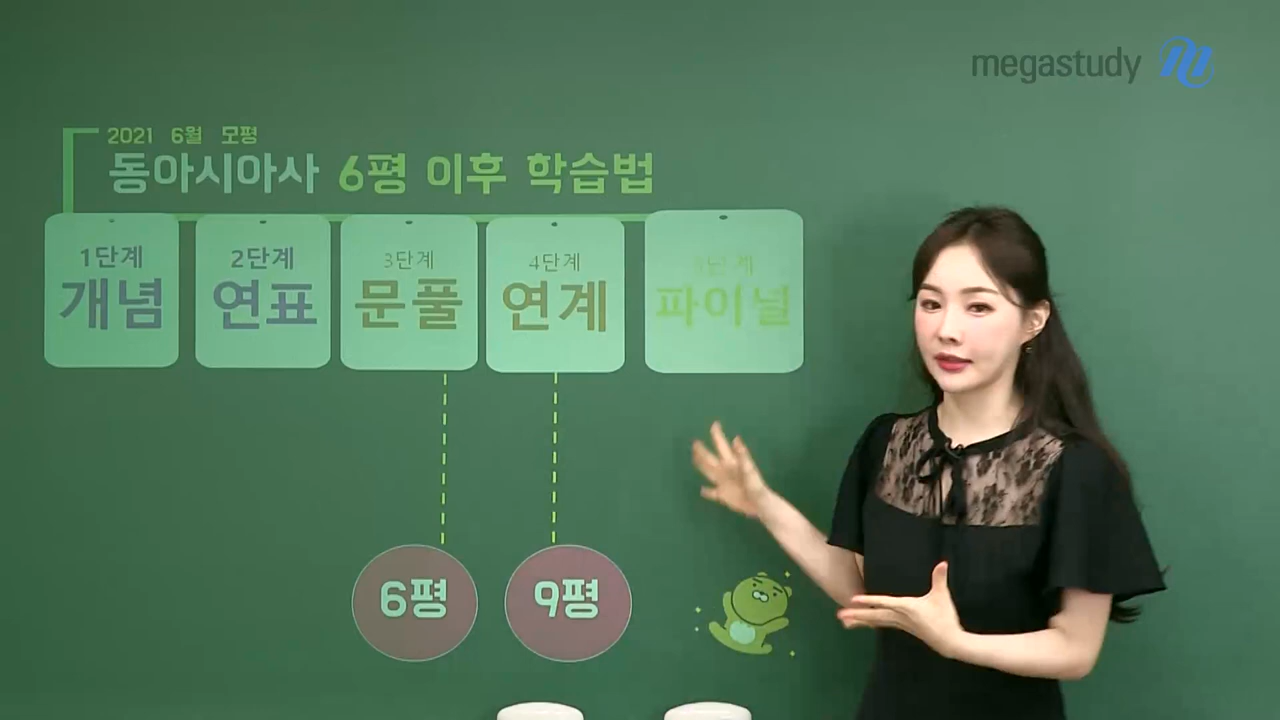 megastudy
2021 6월 모평
동아시아사 6평 이후 학습법
1단계
개념
2단계
연표
3단계
문풀
4단계
연계
단계
파이널
6평
9평